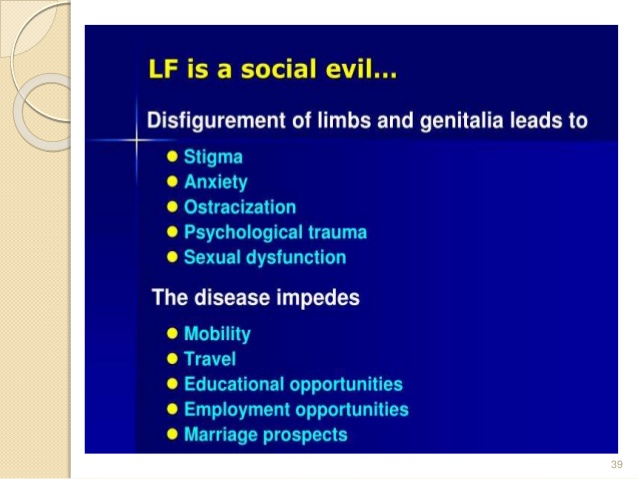 LF is a social evil...
Disfigurement of limbs and genitalia leads to
Stigma
Anxiety
Ostracization
Psychological trauma
Sexual dysfunction
The disease impedes
Mobility
Travel
Educational opportunities
Employment opportunities
Marriage prospects
39